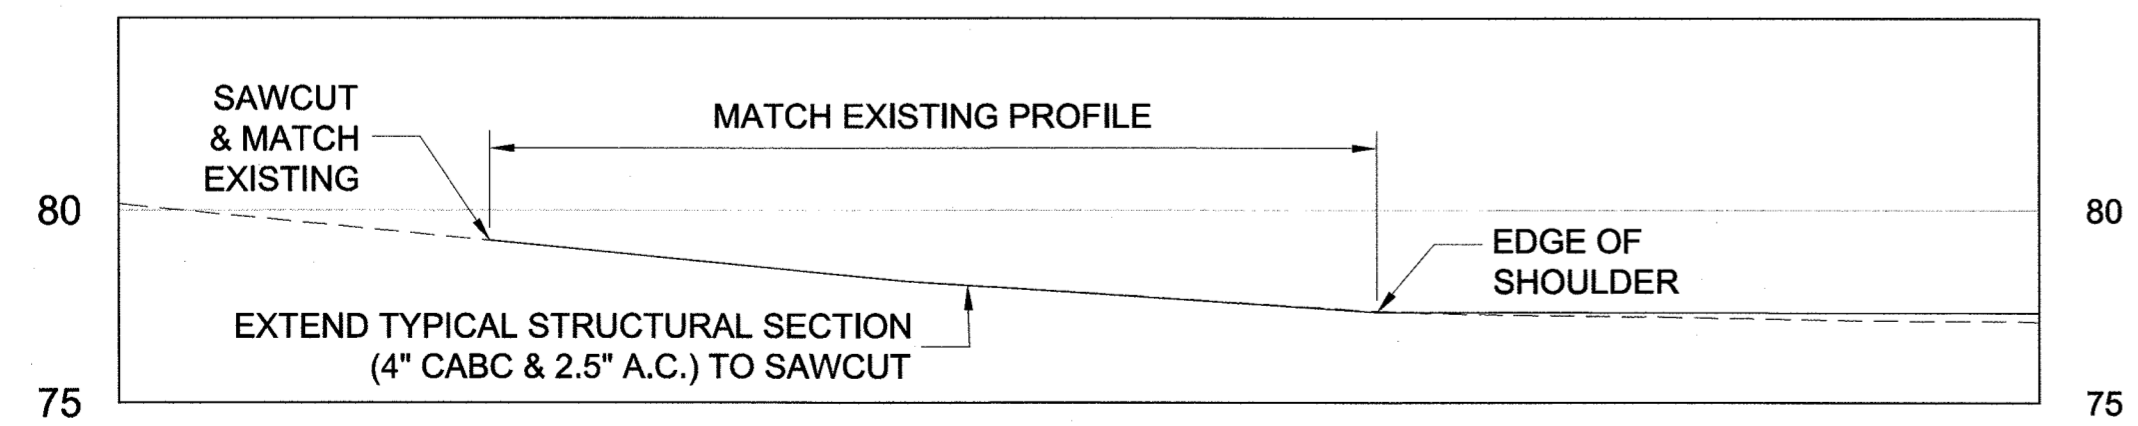 SAWCUT
& MATCH
EXISTING
MATCH EXISTING PROFILE
80
80
EDGE OF
SHOULDER
EXTEND TYPICAL STRUCTURAL SECTION
(4" CABC & 2.5" A.C.) TO SAWCUT
75
75